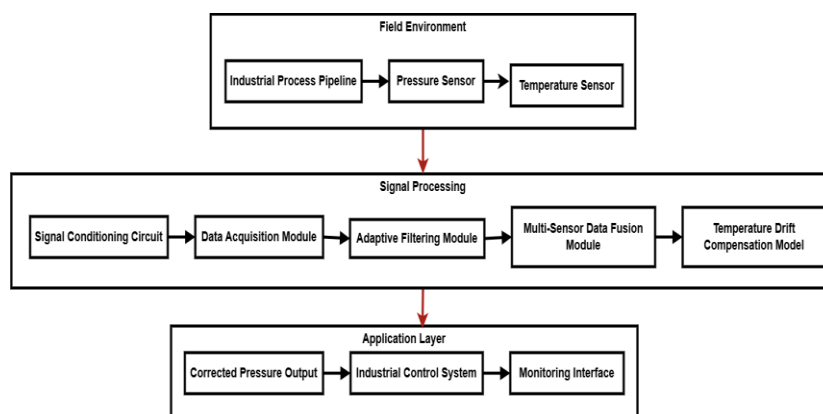 Field Environment
Industrial Process Pipeline
Pressure Sensor
Temperature Sensor
Signal Processing
Signal Conditioning Circuit
Data Acquisition Module
Adaptive Filtering Module
Multi-Sensor Data Fusion
Module
Temperature Drift
Compensation Model
Application Layer
Corrected Pressure Output
Industrial Control System
Monitoring Interface